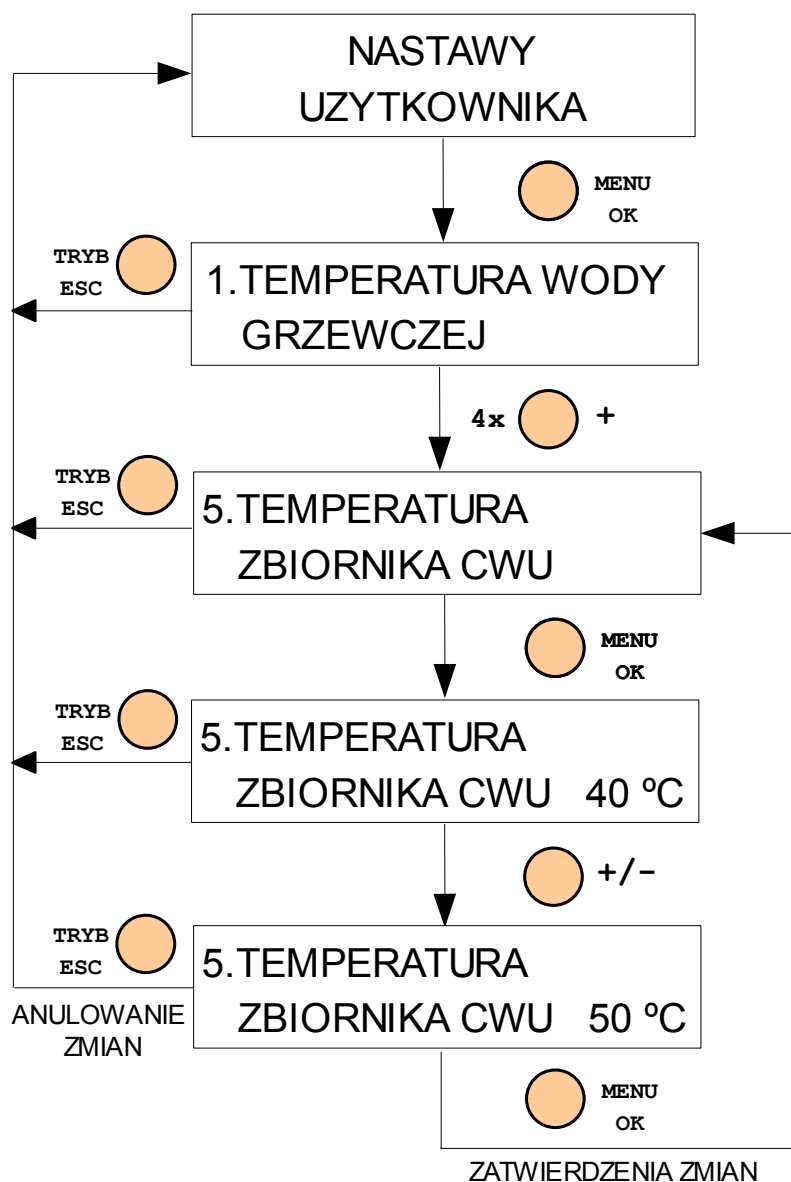 NASTAWY
UZYTKOWNIKA
MENU
OK
TRYB
ESC
1.TEMPERATURA WODY
GRZEWCZEJ
4x +
TRYB
ESC
5.TEMPERATURA
ZBIORNIKA CWU
MENU
OK
TRYB
ESC
5.TEMPERATURA
ZBIORNIKA CWU 40 ºC
+/-
TRYB
ESC
5.TEMPERATURA
ZBIORNIKA CWU 50 ºC
ANULOWANIE
ZMIAN
MENU
OK
ZATWIERDZENIA ZMIAN